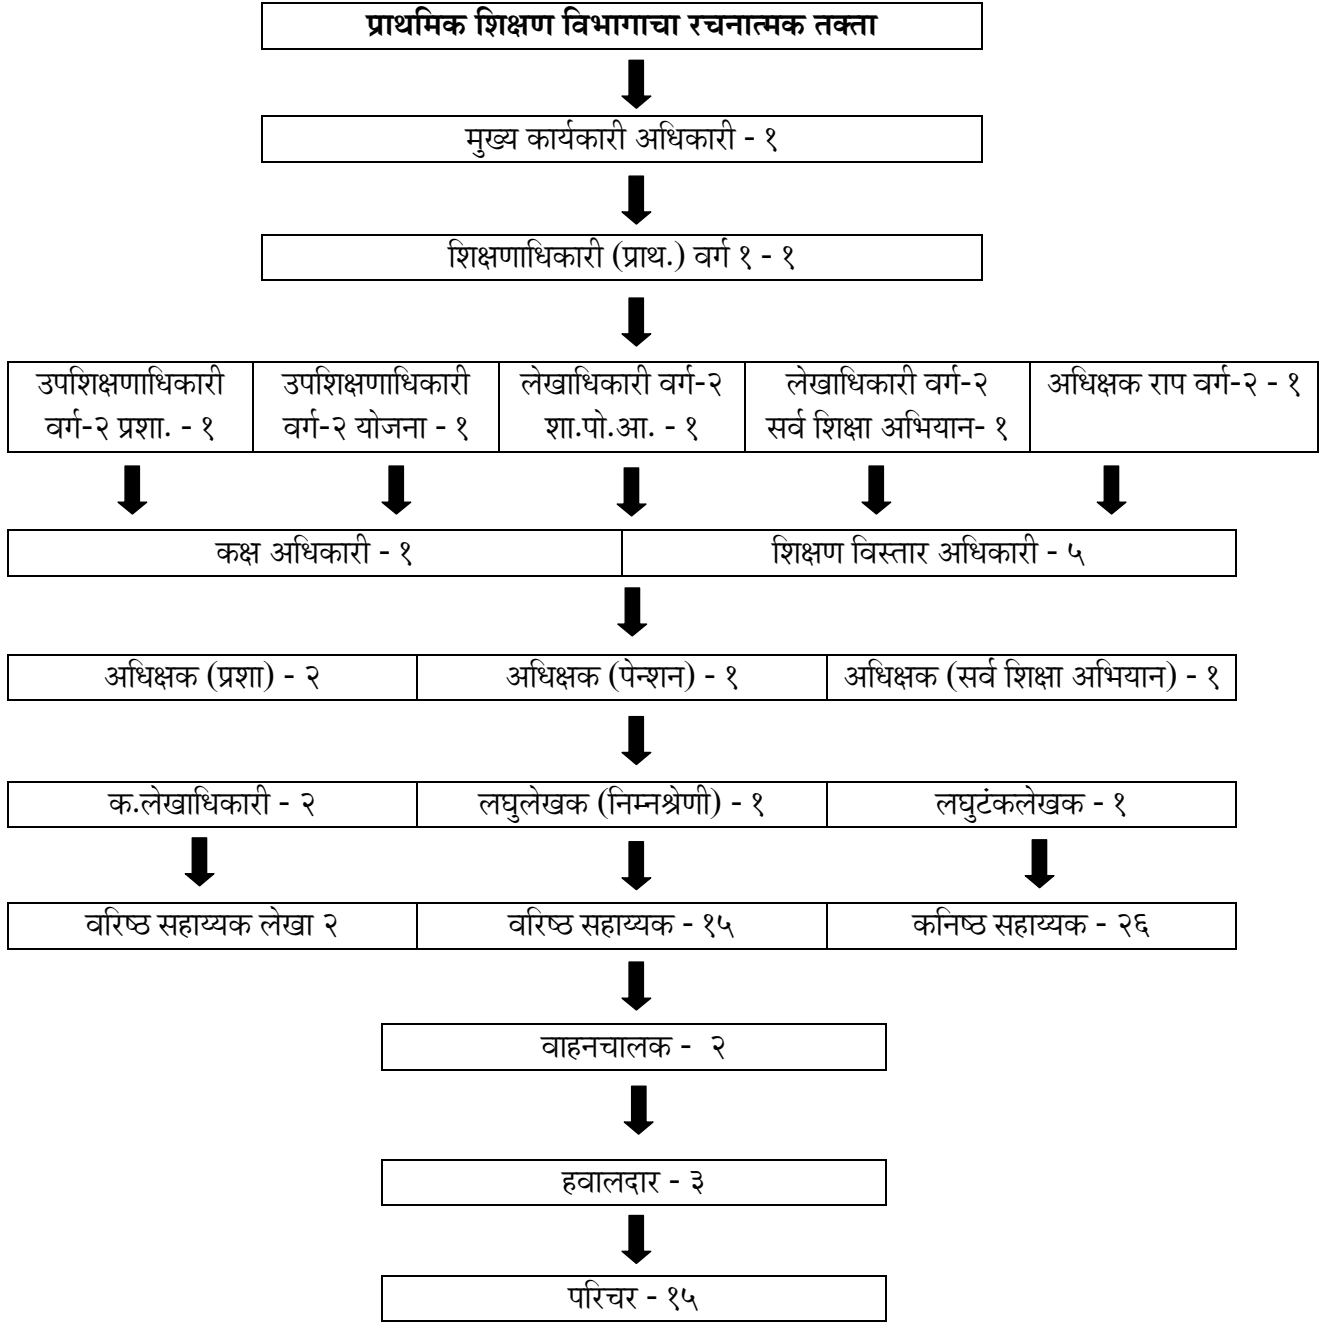 प्राथमिक शिक्षण विभागाचा रचनात्मक तक्ता
मुख्य कार्यकारी अधिकारी - १
शिक्षणाधिकारी (प्राथ.) वर्ग १ - १
उपशिक्षणाधिकारी
वर्ग-२ प्रशा. - १
उपशिक्षणाधिकारी
वर्ग-२ योजना - १
लेखाधिकारी वर्ग-२
शा.पो.आ. - १
लेखाधिकारी वर्ग-२
सर्व शिक्षा अभियान- १
अधिक्षक राप वर्ग-२ - १
कक्ष अधिकारी - १
शिक्षण विस्तार अधिकारी - ५
अधिक्षक (प्रशा) - २
अधिक्षक (पेन्शन) - १
अधिक्षक (सर्व शिक्षा अभियान) - १
क.लेखाधिकारी - २
लघुलेखक (निम्नश्रेणी) - १
लघुटंकलेखक - १
वरिष्ठ सहाय्यक लेखा २
वरिष्ठ सहाय्यक - १५
कनिष्ठ सहाय्यक - २६
वाहनचालक -  २
हवालदार - ३
परिचर - १५